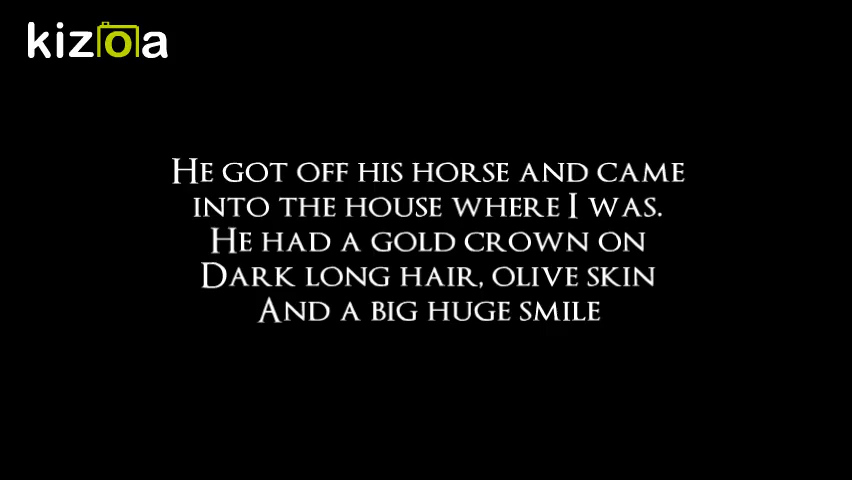 kizoa
He got off his horse and came
into the house where I was.
He had a gold crown on
Dark long hair, olive skin
And a big huge smile